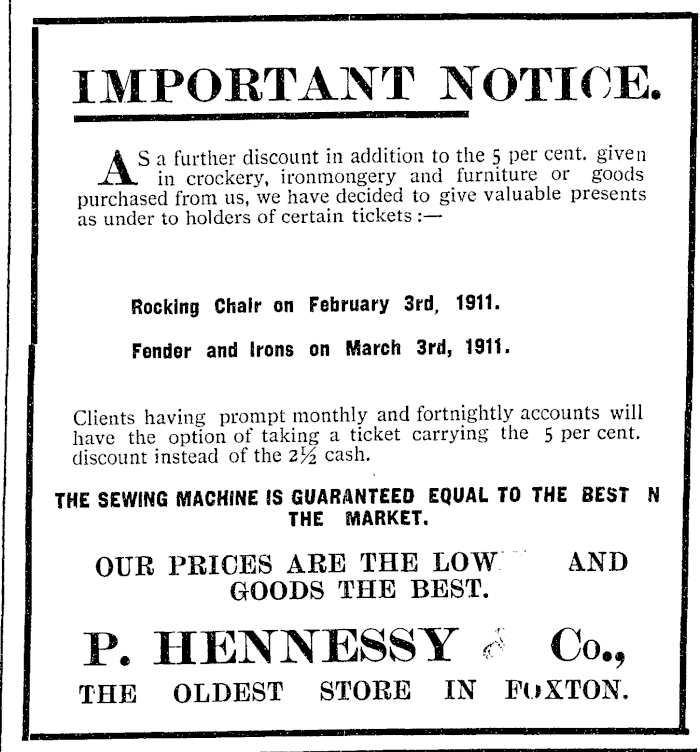 IMPORTANT NOTICE.
AS a further discount in addition to the 5 per cent. given
in crockery, ironmongery and furniture or goods
purchased from us, we have decided to give valuable presents
as under to holders of certain tickets :—
Rocking Chair on February 3rd, 1911.
Fender and Irons on March 3rd, 1911.
Clients having prompt monthly and fortnightly accounts will
have the option of taking a ticket carrying the 5 per cent.
discount instead of the 2½ cash.
THE SEWING MACHINE IS GUARANTEED EQUAL TO THE BEST N
THE MARKET.
OUR PRICES ARE THE LOW AND
GOODS THE BEST.
P. HENNESSY & Co.,
THE OLDEST STORE IN FOXTON.